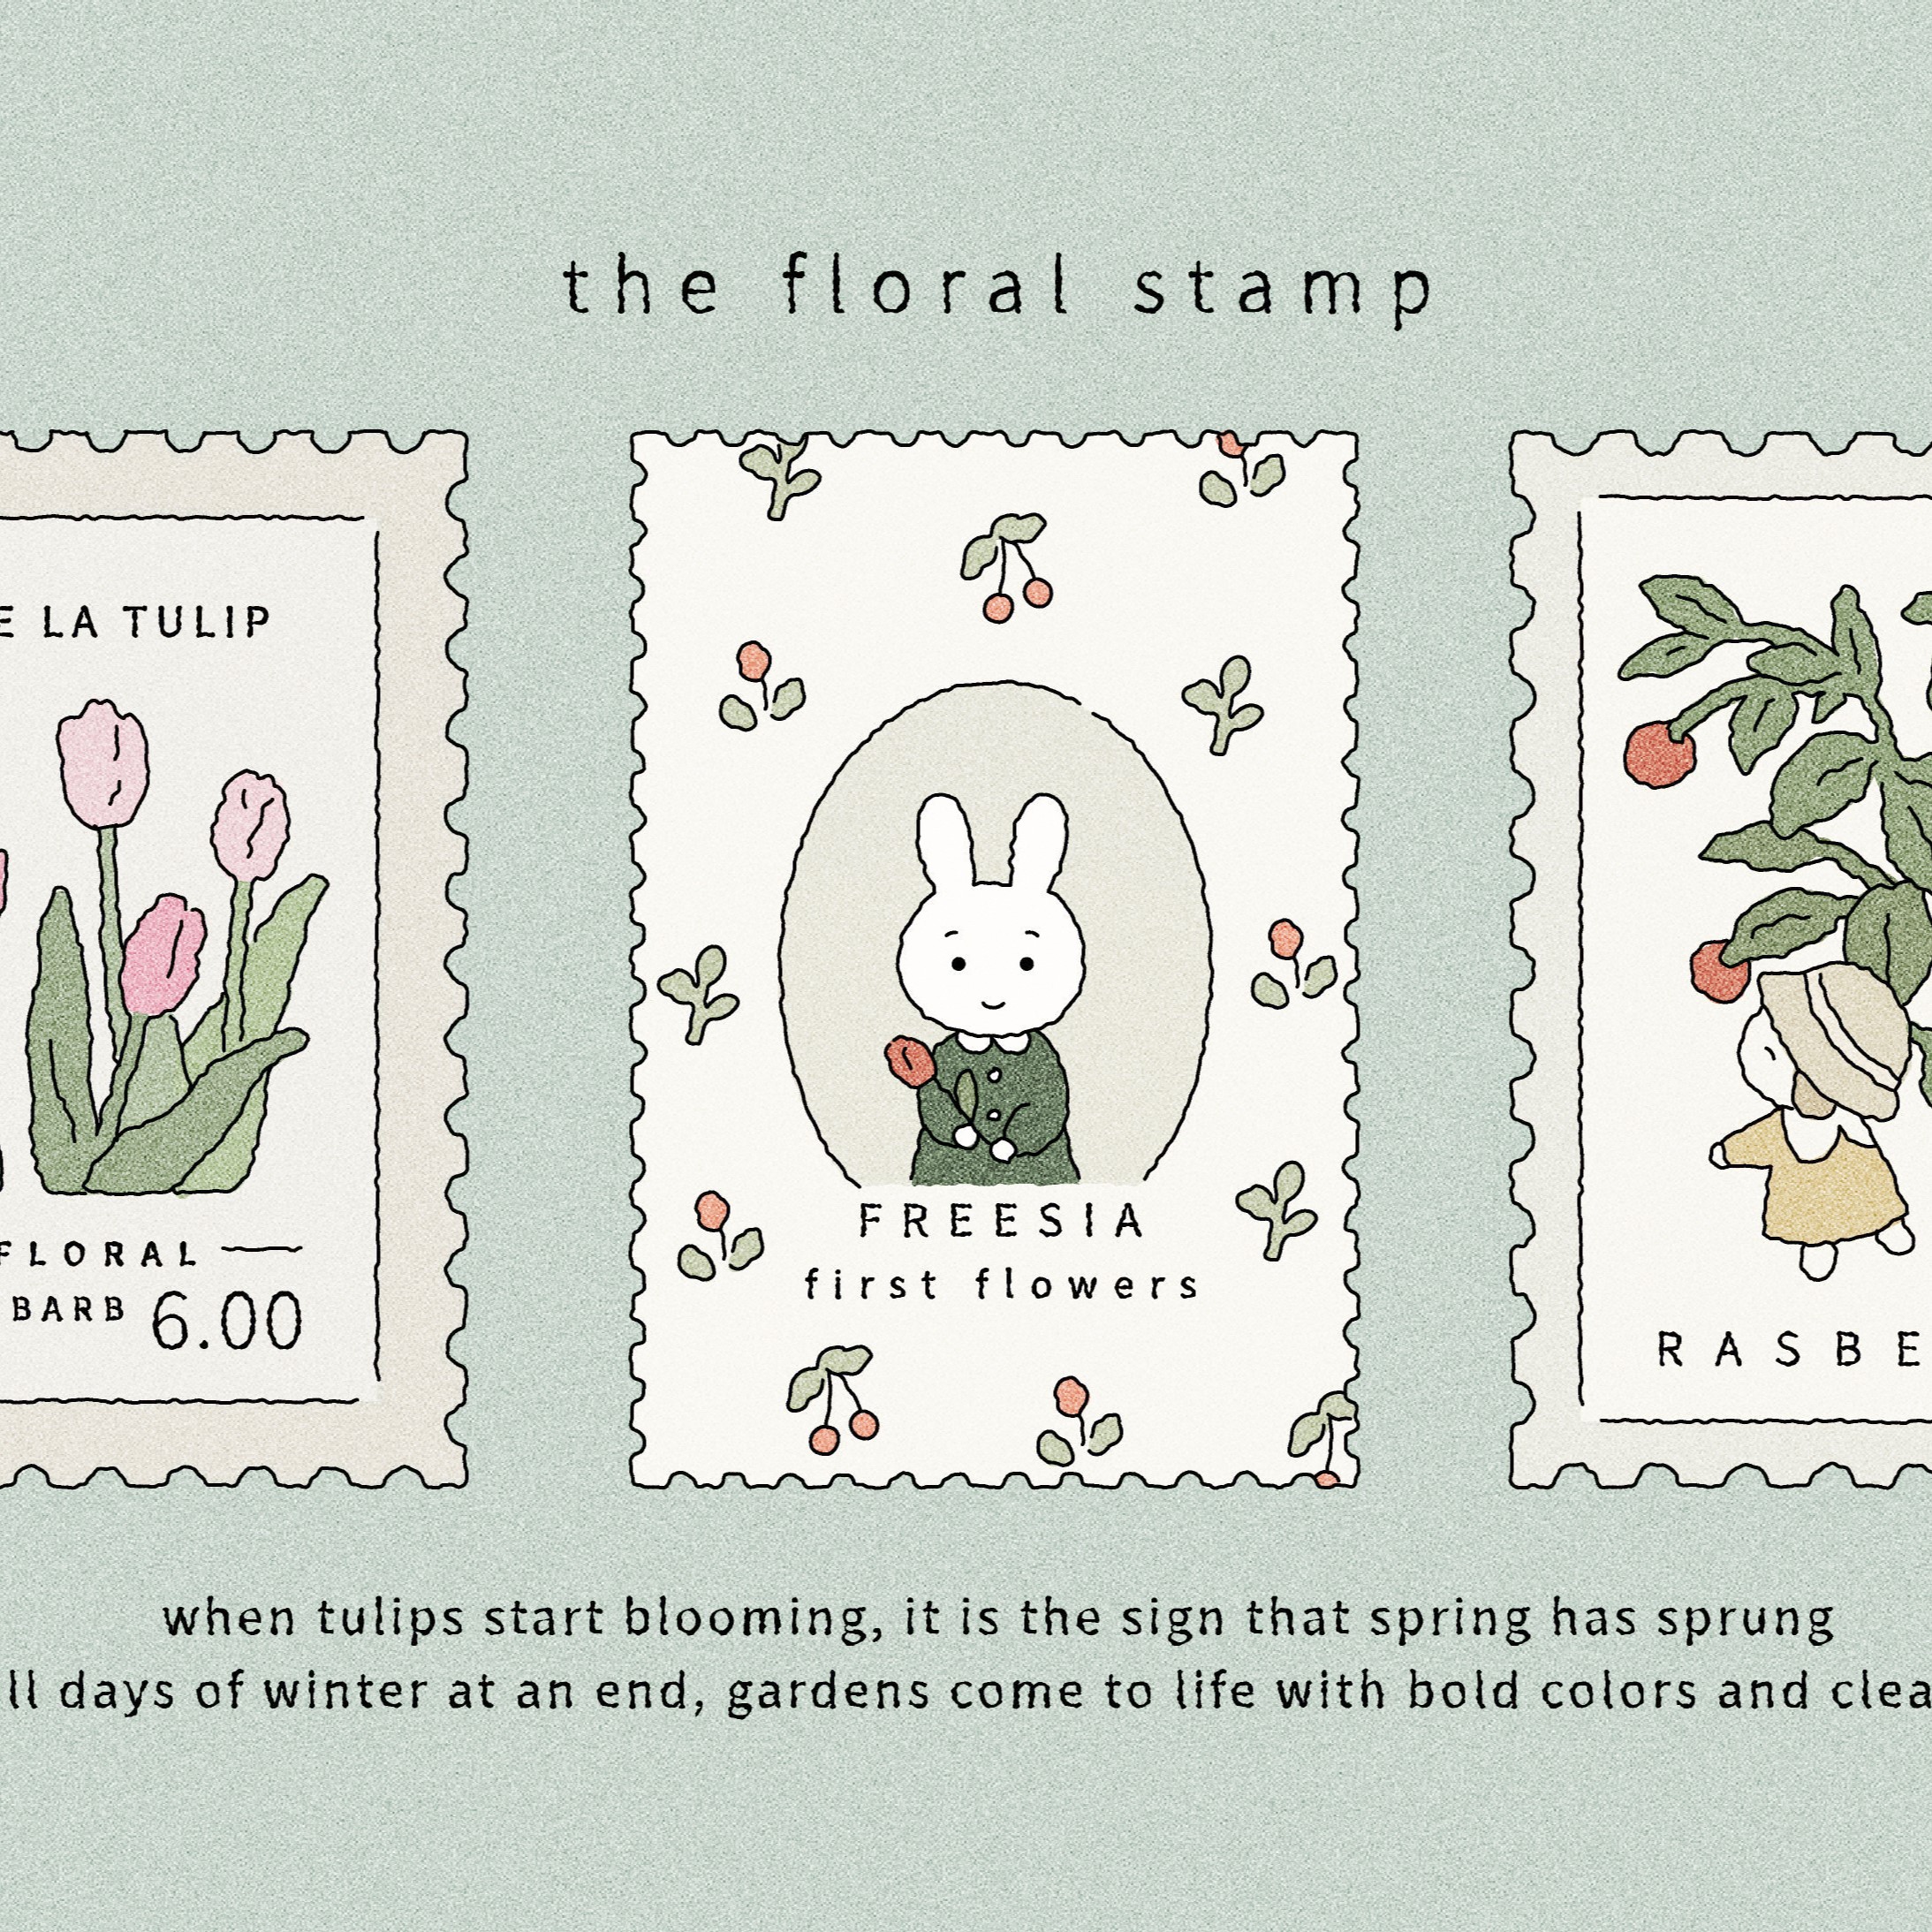 the floral stamp
E LA TULIP
FLORAL
BARB 6.00
FREESIA
first flowers
RASBE
when tulips start blooming, it is the sign that spring has sprung
ll days of winter at an end, gardens come to life with bold colors and clea